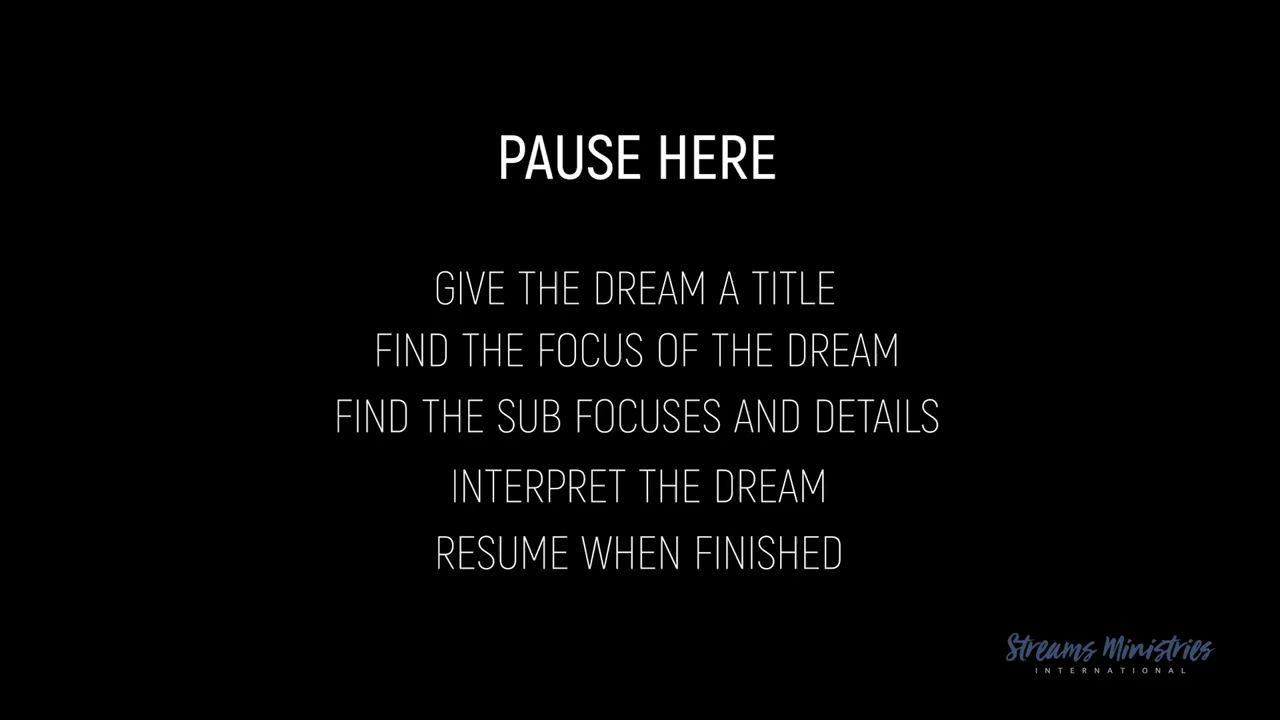 PAUSE HERE
GIVE THE DREAM A TITLE
FIND THE FOCUS OF THE DREAM
FIND THE SUB FOCUSES AND DETAILS
INTERPRET THE DREAM
RESUME WHEN FINISHED
Streams Ministries
INTERNATIONAL